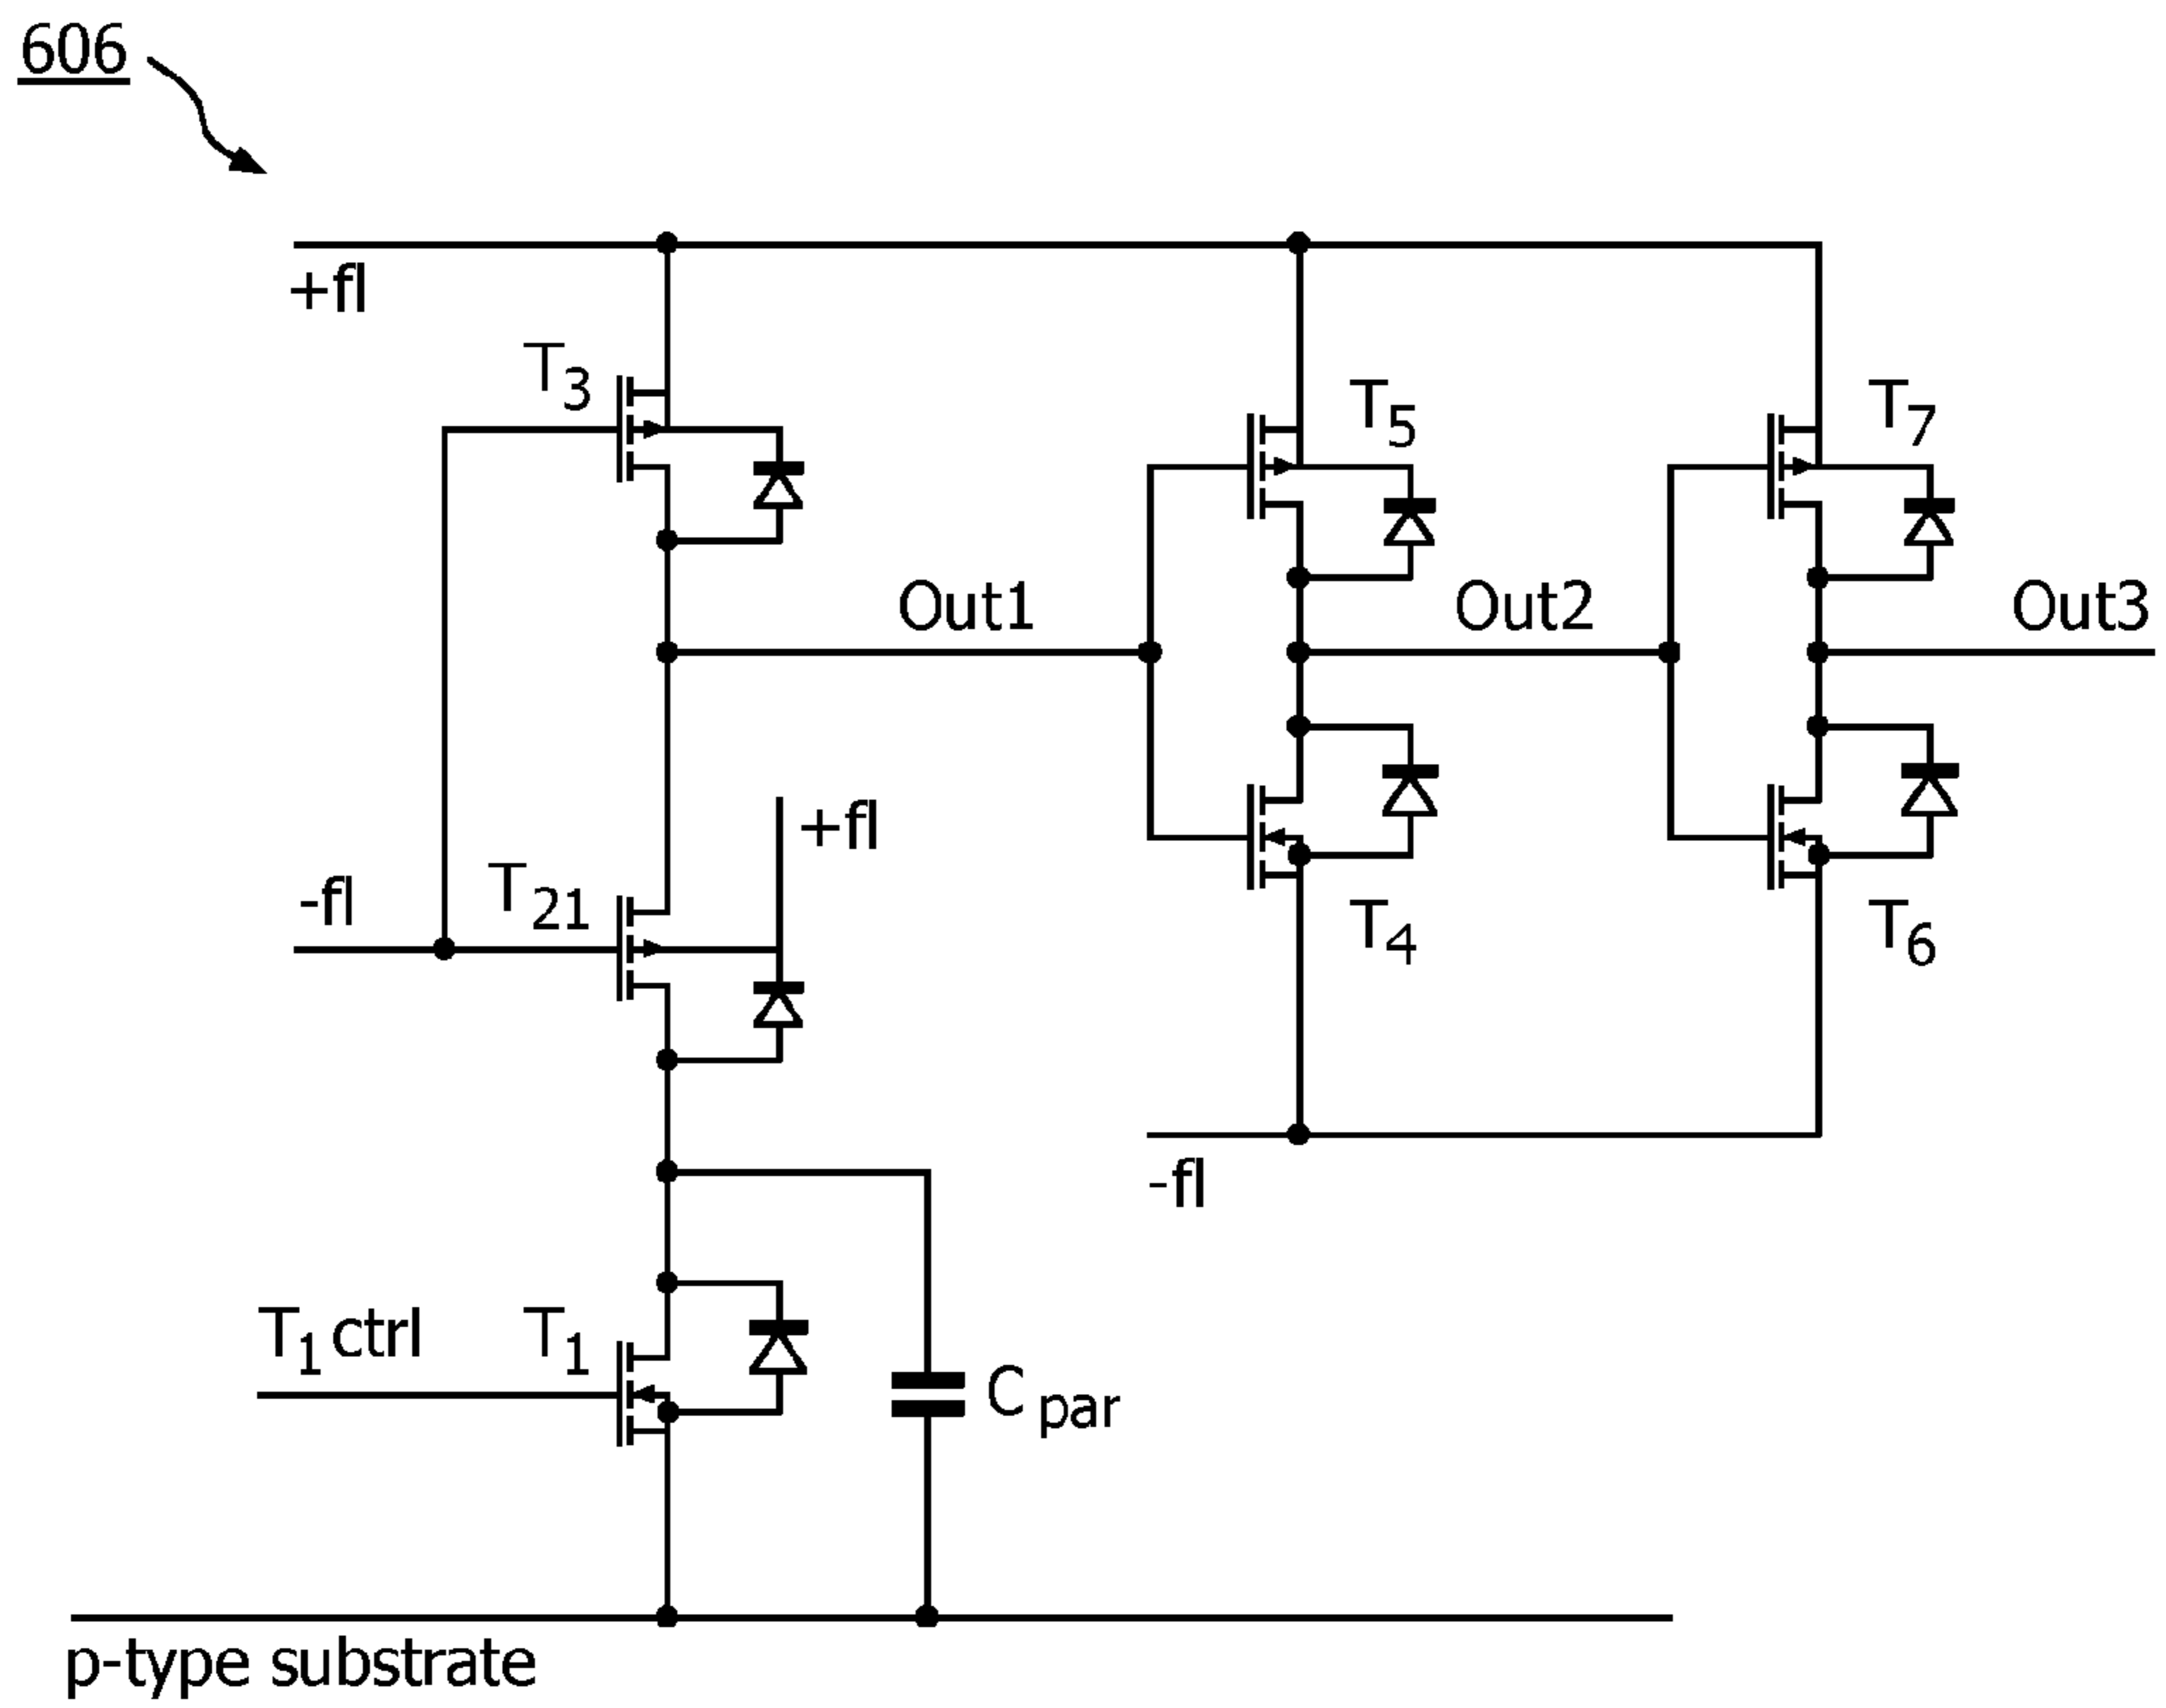 606
+fl
T3
T5
T7
Out1
Out2
Out3
+fl
-fl
T21
T4
T6
-fl
T1 ctrl
T1
Cpar
p-type substrate